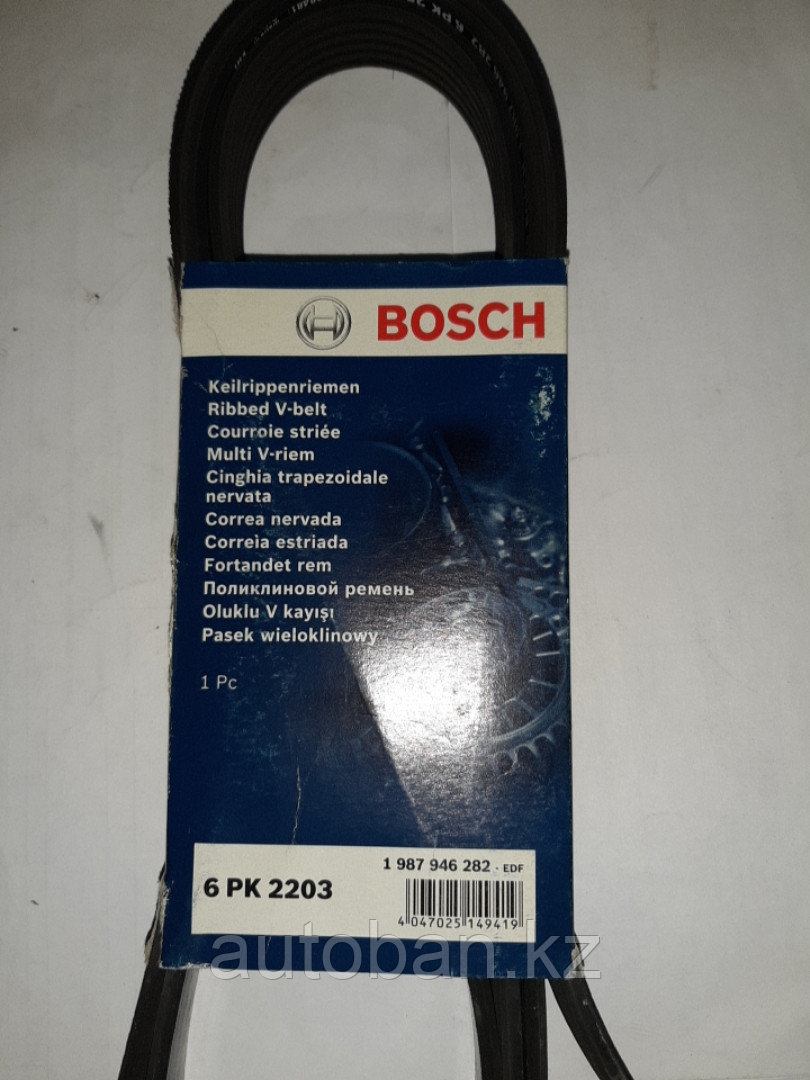 6 PK
BOSCH
Keilrippenriemen
Ribbed V-belt
Courroie striée
Multi V-riem
Cinghia trapezoidale
nervata
Correa nervada
Correia estriada
Fortandet rem
Поликлиновой ремень
Oluklu V kayışı
Pasek wieloklinowy
1 Pc
1 987 946 282 · EDF
6 PK 2203
4 047025 149419
autoban.kz